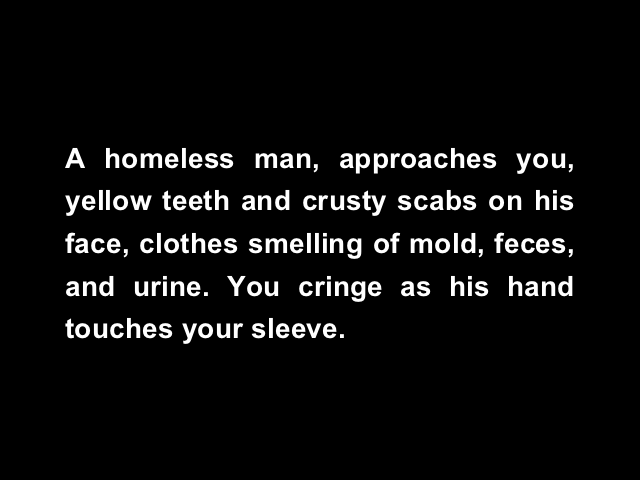 A homeless man, approaches you,
yellow teeth and crusty scabs on his
face, clothes smelling of mold, feces,
and urine. You cringe as his hand
touches your sleeve.